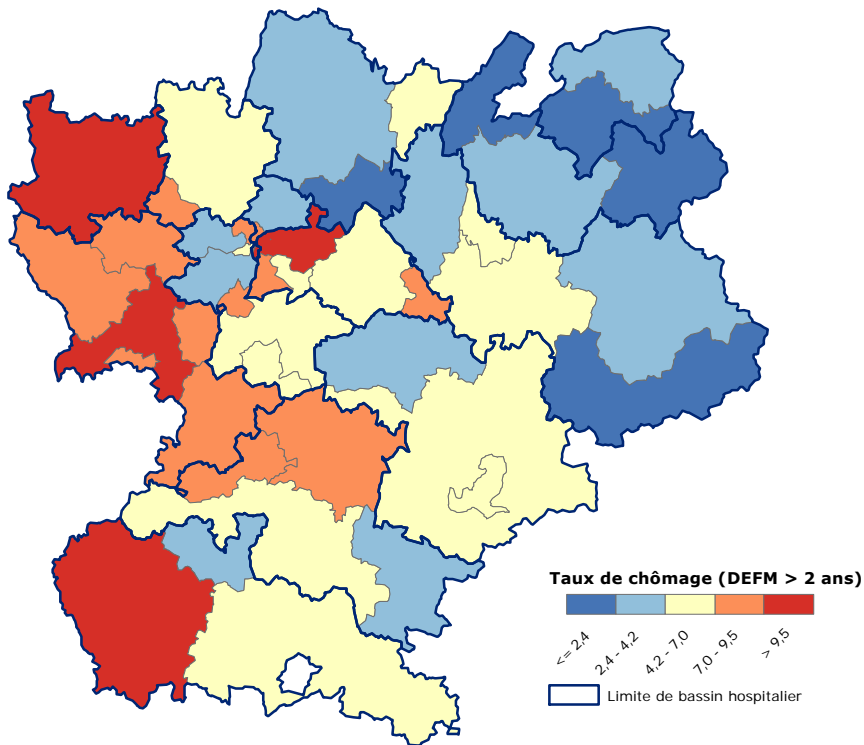 Taux de chômage (DEFM > 2 ans)
<= 2,4
2,4 - 4,2
4,2 - 7,0
7,0 - 9,5
> 9.5
Limite de bassin hospitalier